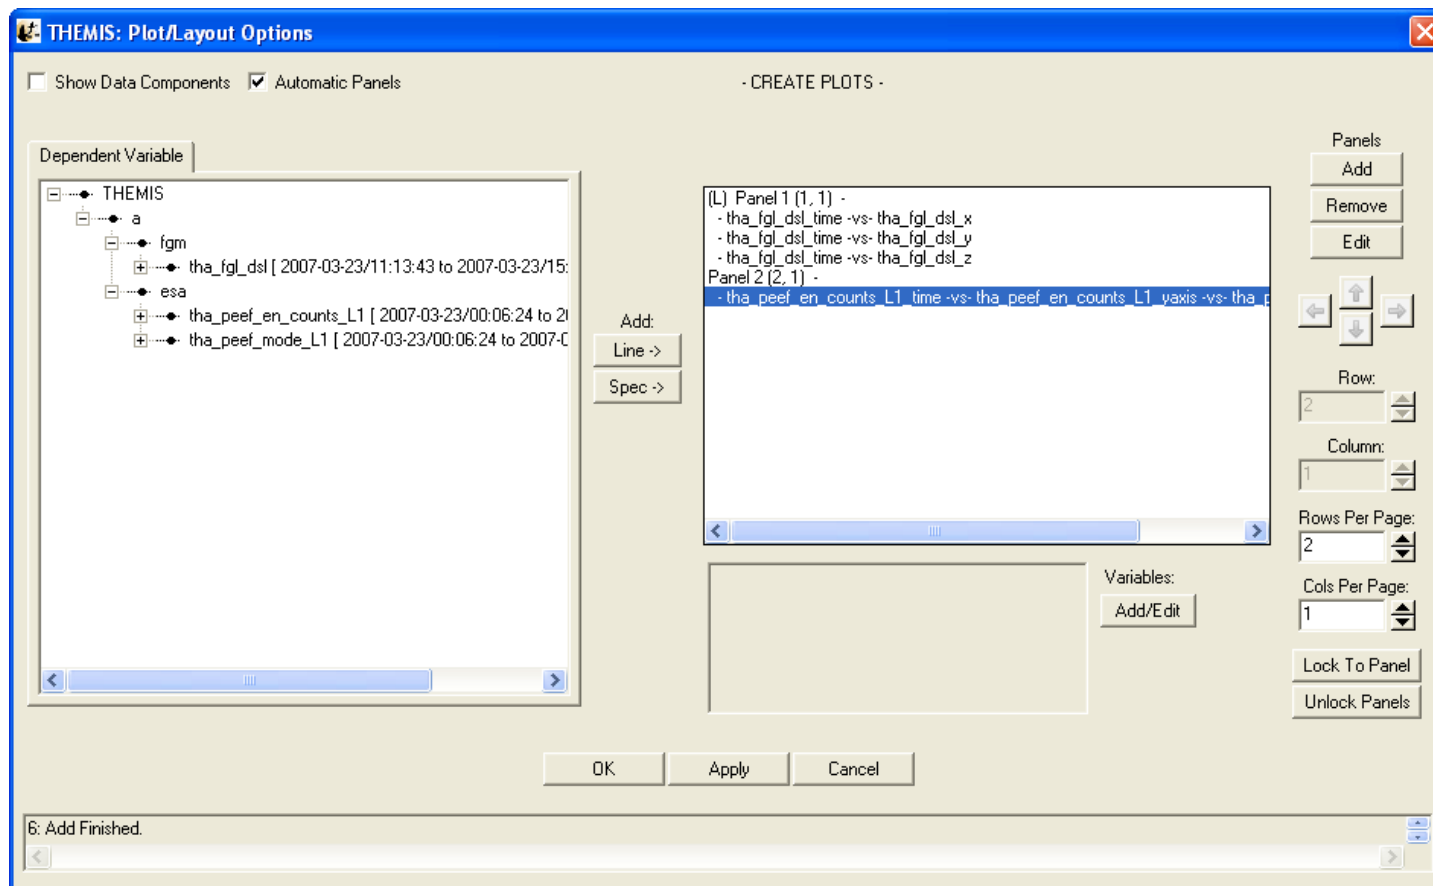 THEMIS: Plot/Layout Options
Show Data Components
Automatic Panels
- CREATE PLOTS -
Dependent Variable
THEMIS
a
fgm
tha_fgl_dsl [ 2007-03-23/11:13:43 to 2007-03-23/15:
esa
tha_peef_en_counts_L1 [ 2007-03-23/00:06:24 to 2
tha_peef_mode_L1 [ 2007-03-23/00:06:24 to 2007-
Add:
Line ->
Spec ->
(L) Panel 1 (1, 1) -
- tha_fgl_dsl_time -vs- tha_fgl_dsl_x
- tha_fgl_dsl_time -vs- tha_fgl_dsl_y
- tha_fgl_dsl_time -vs- tha_fgl_dsl_z
Panel 2 (2, 1) -
- tha_peef_en_counts_L1_time -vs- tha_peef_en_counts_L1_yaxis -vs- tha_
Variables:
Add/Edit
Panels
Add
Remove
Edit
Row:
2
Column:
1
Rows Per Page:
2
Cols Per Page:
1
Lock To Panel
Unlock Panels
OK
Apply
Cancel
6: Add Finished.